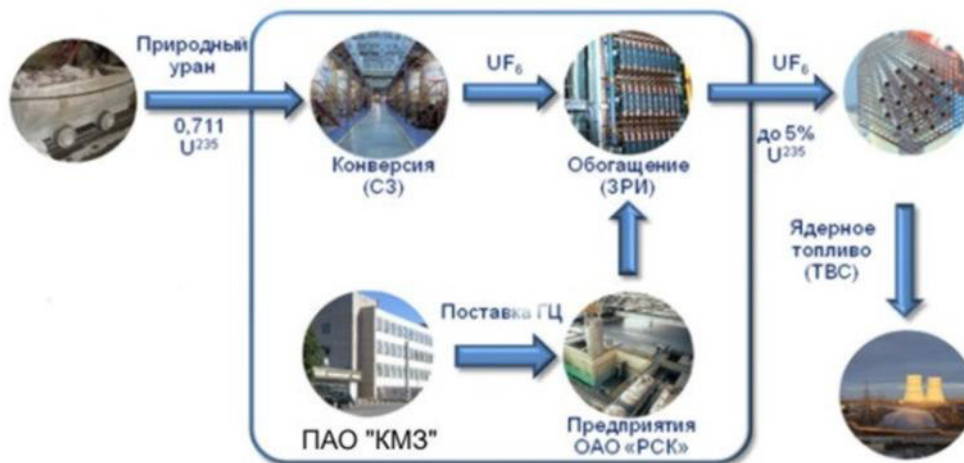 Природный
уран
0,711
U²³⁵
Конверсия
(СЗ)
UF₆
Обогащение
(ЗРИ)
UF₆
до 5%
U²³⁵
Ядерное
топливо
(ТВС)
ПАО "КМЗ"
Поставка ГЦ
Предприятия
ОАО «РСК»